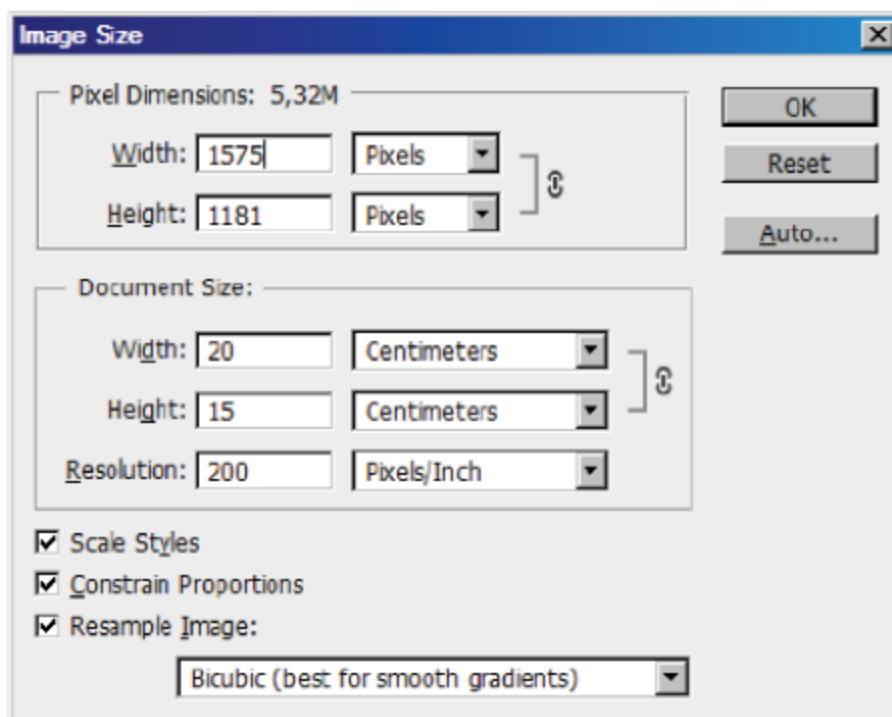 Image Size
Pixel Dimensions: 5,32M
OK
Width: 1575 Pixels
Reset
Height: 1181 Pixels
Auto...
Document Size:
Width: 20 Centimeters
Height: 15 Centimeters
Resolution: 200 Pixels/Inch
Scale Styles
Constrain Proportions
Resample Image:
Bicubic (best for smooth gradients)